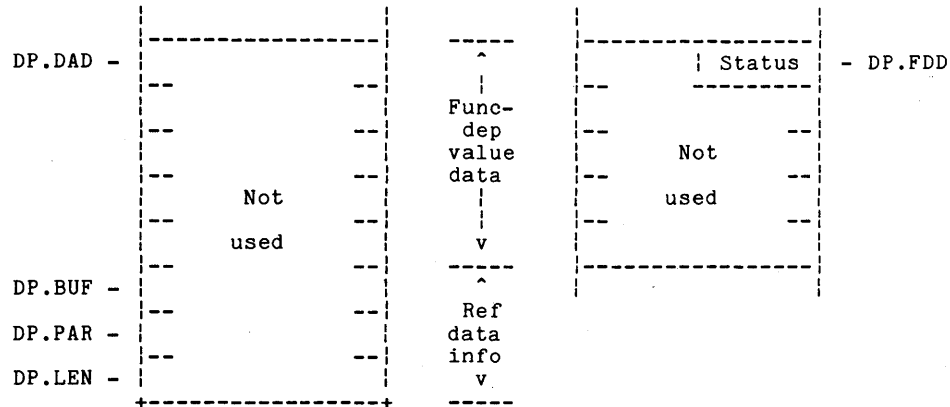 DP.DAD - ^ | Status | - DP.FDD
Func-
dep
value Not
data
Not used
used v
DP.BUF - ^
Ref
DP.PAR - data
info
DP.LEN - v